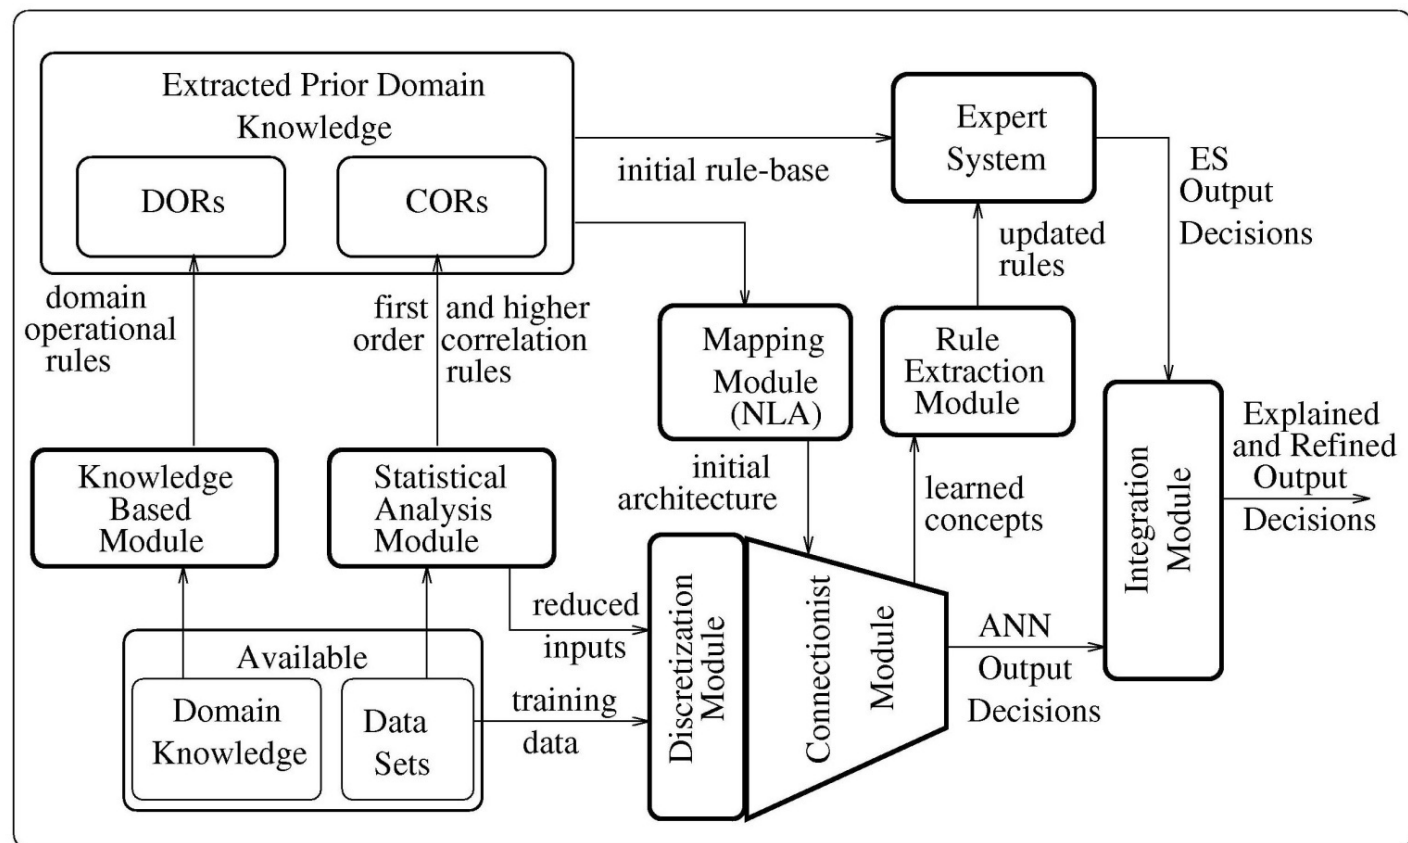 Extracted Prior Domain
Knowledge
DORs
CORs
initial rule-base
Expert
System
ES
Output
Decisions
domain
operational
rules
first and higher
order correlation
rules
updated
rules
Mapping
Module
(NLA)
Rule
Extraction
Module
Knowledge
Based
Module
Statistical
Analysis
Module
initial
architecture
learned
concepts
Integration
Module
Explained
and Refined
Output
Decisions
reduced
inputs
Discretization
Module
Connectionist
Module
ANN
Output
Decisions
Available
Domain
Knowledge
Data
Sets
training
data